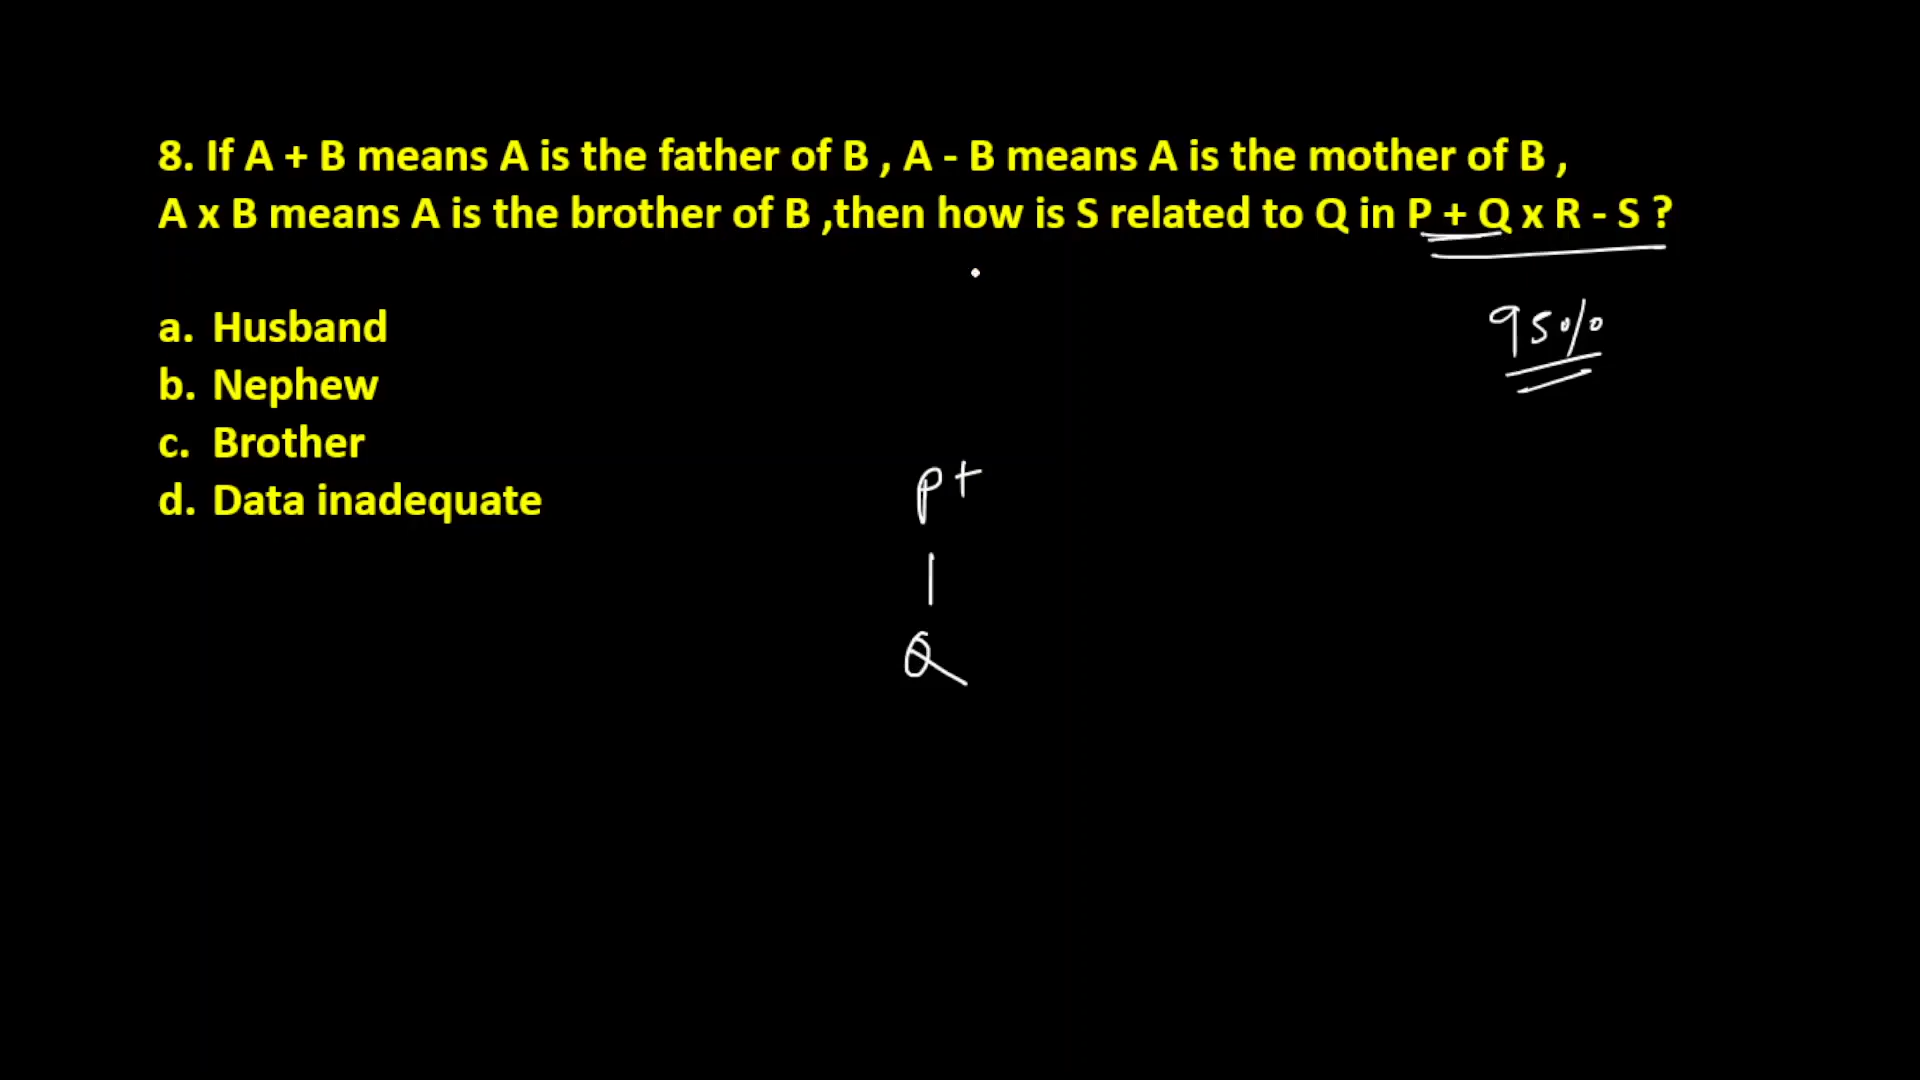 8. If A + B means A is the father of B , A - B means A is the mother of B ,
A x B means A is the brother of B ,then how is S related to Q in P + Q x R - S ?
a. Husband
b. Nephew
c. Brother
d. Data inadequate
95%
P+
Q